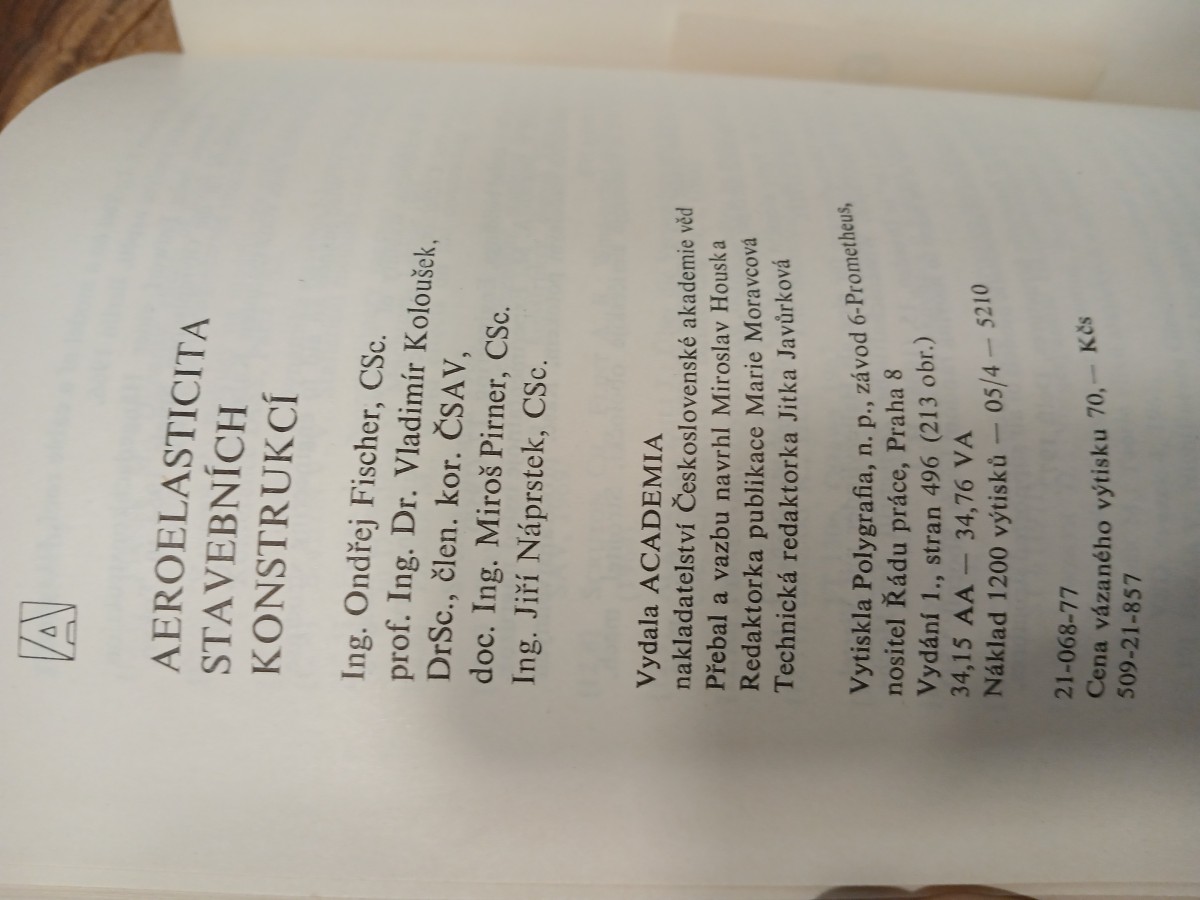 AEROELASTICITA
STAVEBNÍCH
KONSTRUKCÍ
Ing. Ondřej Fischer, CSc.
prof. Ing. Dr. Vladimír Koloušek,
DrSc., člen. kor. ČSAV,
doc. Ing. Miroš Pirner, CSc.
Ing. Jiří Náprstek, CSc.
Vydala ACADEMIA
nakladatelství Československé akademie věd
Přebal a vazbu navrhl Miroslav Houska
Redaktorka publikace Marie Moravcová
Technická redaktorka Jitka Javůrková
Vytiskla Polygrafia, n. p., závod 6-Prometheus,
nositel Řádu práce, Praha 8
Vydání 1., stran 496 (213 obr.)
34,15 AA — 34,76 VA
Náklad 1200 výtisků — 05/4 — 5210
21-068-77
Cena vázaného výtisku 70,— Kčs
509-21-857